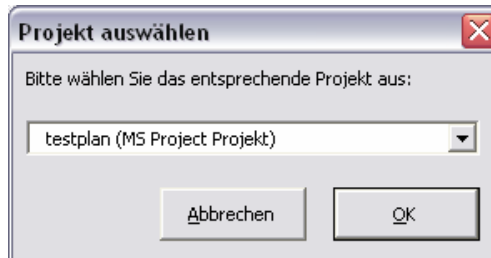 Projekt auswählen
Bitte wählen Sie das entsprechende Projekt aus:
testplan (MS Project Projekt)
Abbrechen
OK